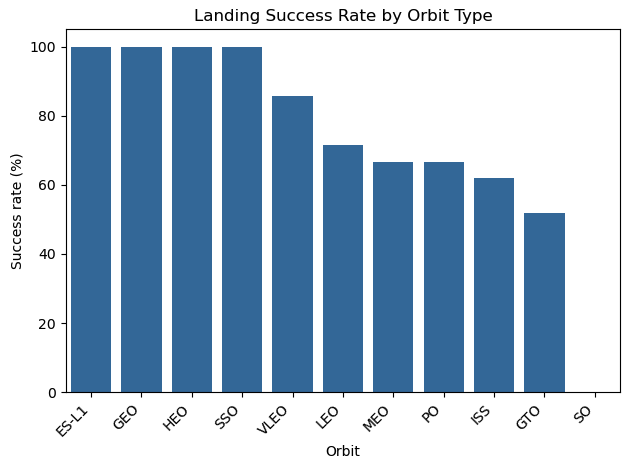 Landing Success Rate by Orbit Type
Success rate (%)
100
80
60
40
20
0
ES-L1
GEO
HEO
SSO
VLEO
LEO
MEO
PO
ISS
GTO
SO
Orbit